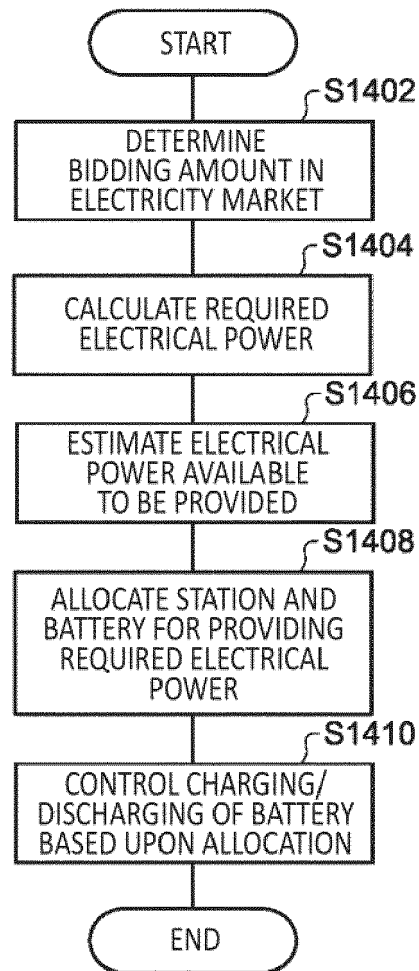 START
S1402
DETERMINE
BIDDING AMOUNT IN
ELECTRICITY MARKET
S1404
CALCULATE REQUIRED
ELECTRICAL POWER
S1406
ESTIMATE ELECTRICAL
POWER AVAILABLE
TO BE PROVIDED
S1408
ALLOCATE STATION AND
BATTERY FOR PROVIDING
REQUIRED ELECTRICAL
POWER
S1410
CONTROL CHARGING/
DISCHARGING OF BATTERY
BASED UPON ALLOCATION
END